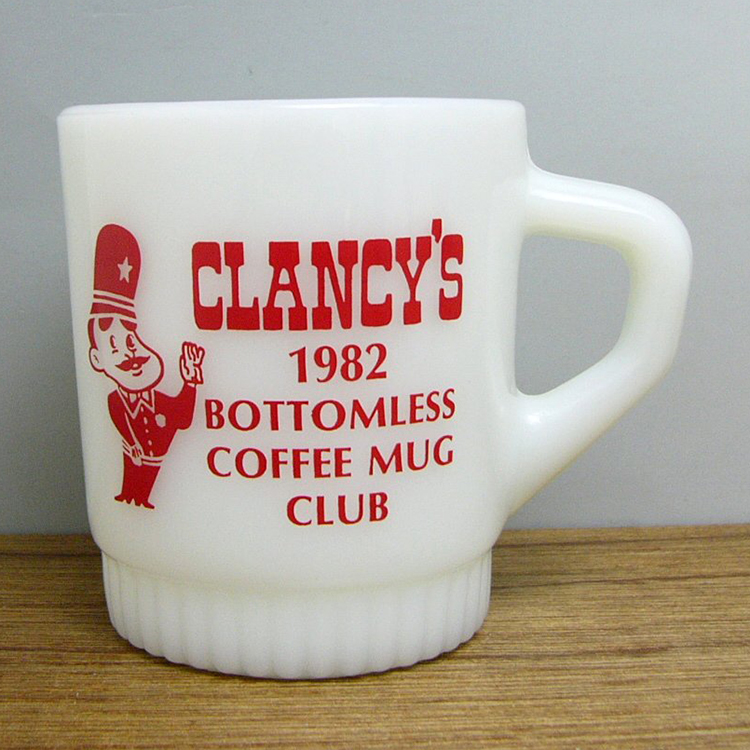 CLANCY'S
1982
BOTTOMLESS
COFFEE MUG
CLUB